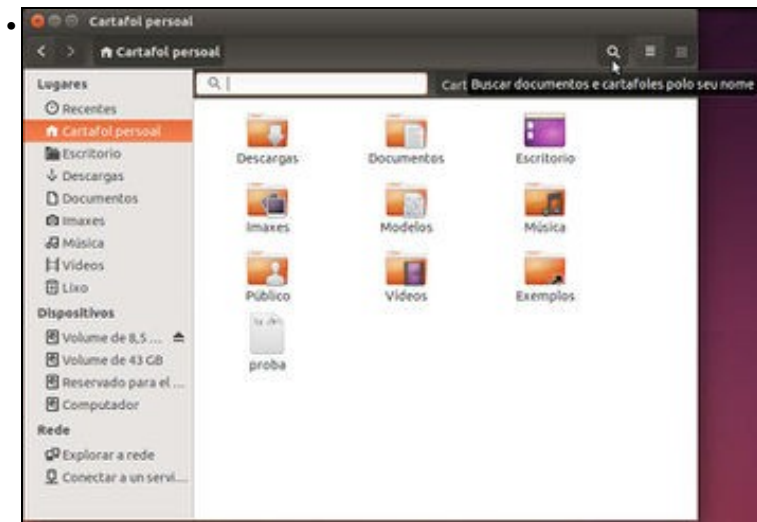 Cartafol persoal
Cartafol persoal
Cart
Buscar documentos e cartafoles polo seu nome
Lugares
Recentes
Cartafol persoal
Escritorio
Descargas
Documentos
Imaxes
Música
Vídeos
Lixo
Dispositivos
Volume de 8,5 ...
Volume de 43 GB
Reservado para el ...
Computador
Rede
Explorar a rede
Conectar a un servi...
Descargas
Documentos
Escritorio
Imaxes
Modelos
Música
Público
Vídeos
Exemplos
proba